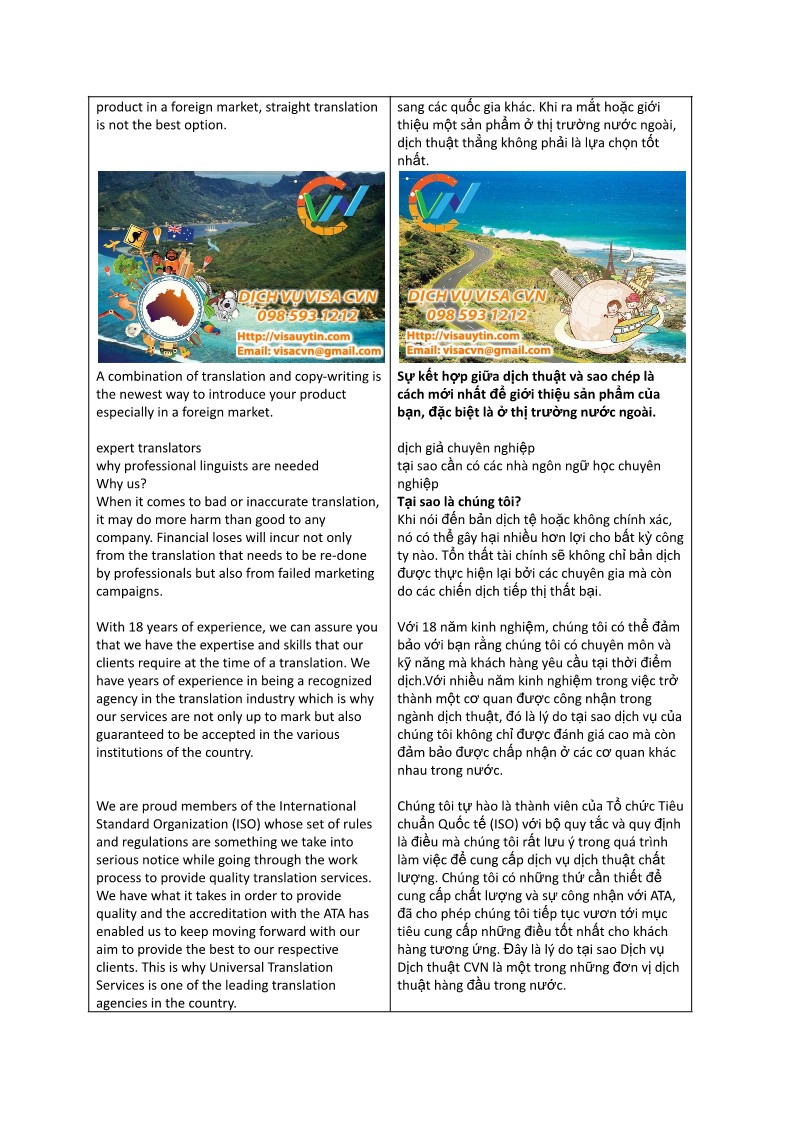 product in a foreign market, straight translation
is not the best option.
CVN
DỊCH VỤ VISA CVN
098 593 1212
Http://visauytin.com
Email: visacvn@gmail.com
A combination of translation and copy-writing is
the newest way to introduce your product
especially in a foreign market.
expert translators
why professional linguists are needed
Why us?
When it comes to bad or inaccurate translation,
it may do more harm than good to any
company. Financial loses will incur not only
from the translation that needs to be re-done
by professionals but also from failed marketing
campaigns.
With 18 years of experience, we can assure you
that we have the expertise and skills that our
clients require at the time of a translation. We
have years of experience in being a recognized
agency in the translation industry which is why
our services are not only up to mark but also
guaranteed to be accepted in the various
institutions of the country.
We are proud members of the International
Standard Organization (ISO) whose set of rules
and regulations are something we take into
serious notice while going through the work
process to provide quality translation services.
We have what it takes in order to provide
quality and the accreditation with the ATA has
enabled us to keep moving forward with our
aim to provide the best to our respective
clients. This is why Universal Translation
Services is one of the leading translation
agencies in the country.
sang các quốc gia khác. Khi ra mắt hoặc giới
thiệu một sản phẩm ở thị trường nước ngoài,
dịch thuật thẳng không phải là lựa chọn tốt
nhất.
CVN
DỊCH VỤ VISA CVN
098 593 1212
Http://visauytin.com
Email: visacvn@gmail.com
Sự kết hợp giữa dịch thuật và sao chép là
cách mới nhất để giới thiệu sản phẩm của
bạn, đặc biệt là ở thị trường nước ngoài.
dịch giả chuyên nghiệp
tại sao cần có các nhà ngôn ngữ học chuyên
nghiệp
Tại sao là chúng tôi?
Khi nói đến bản dịch tệ hoặc không chính xác,
nó có thể gây hại nhiều hơn lợi cho bất kỳ công
ty nào. Tổn thất tài chính sẽ không chỉ bản dịch
được thực hiện lại bởi các chuyên gia mà còn
do các chiến dịch tiếp thị thất bại.
Với 18 năm kinh nghiệm, chúng tôi có thể đảm
bảo với bạn rằng chúng tôi có chuyên môn và
kỹ năng mà khách hàng yêu cầu tại thời điểm
dịch.Với nhiều năm kinh nghiệm trong việc trở
thành một cơ quan được công nhận trong
ngành dịch thuật, đó là lý do tại sao dịch vụ của
chúng tôi không chỉ được đánh giá cao mà còn
đảm bảo được chấp nhận ở các cơ quan khác
nhau trong nước.
Chúng tôi tự hào là thành viên của Tổ chức Tiêu
chuẩn Quốc tế (ISO) với bộ quy tắc và quy định
là điều mà chúng tôi rất lưu ý trong quá trình
làm việc để cung cấp dịch vụ dịch thuật chất
lượng. Chúng tôi có những thứ cần thiết để
cung cấp chất lượng và sự công nhận với ATA,
đã cho phép chúng tôi tiếp tục vươn tới mục
tiêu cung cấp những điều tốt nhất cho khách
hàng tương ứng. Đây là lý do tại sao Dịch vụ
Dịch thuật CVN là một trong những đơn vị dịch
thuật hàng đầu trong nước.